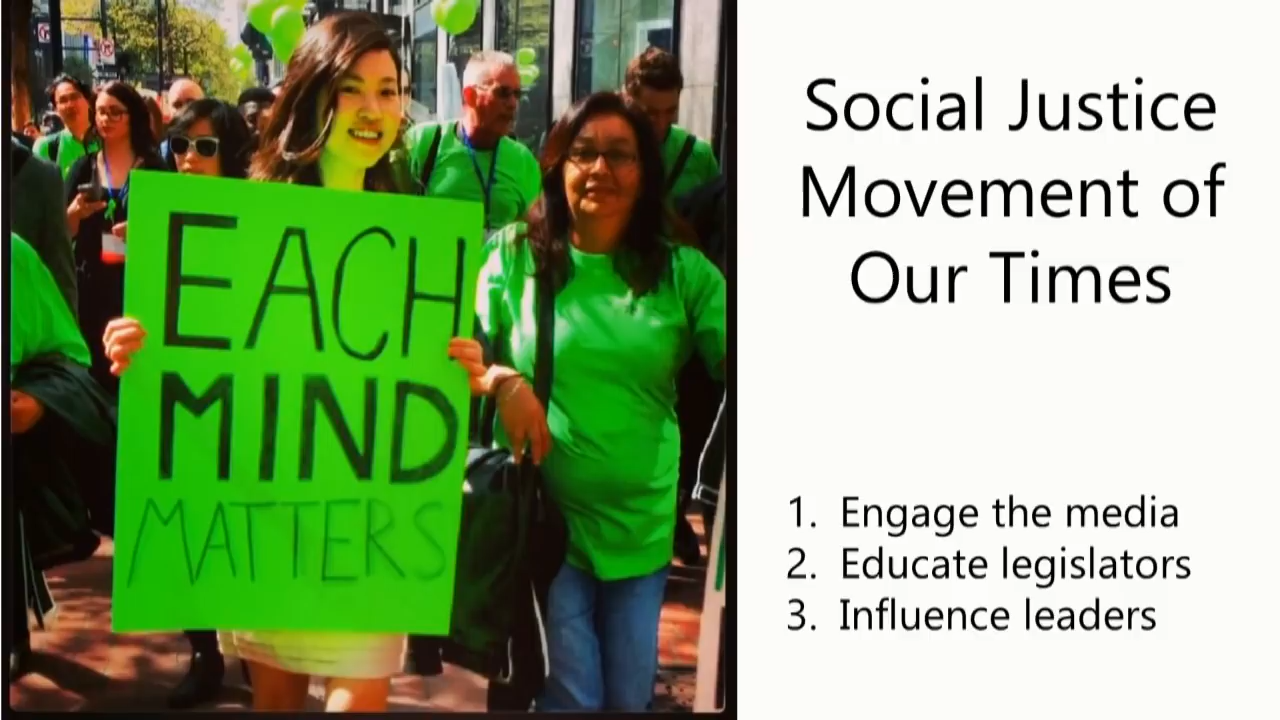 EACH
MIND
MATTERS
Social Justice
Movement of
Our Times
1. Engage the media
2. Educate legislators
3. Influence leaders